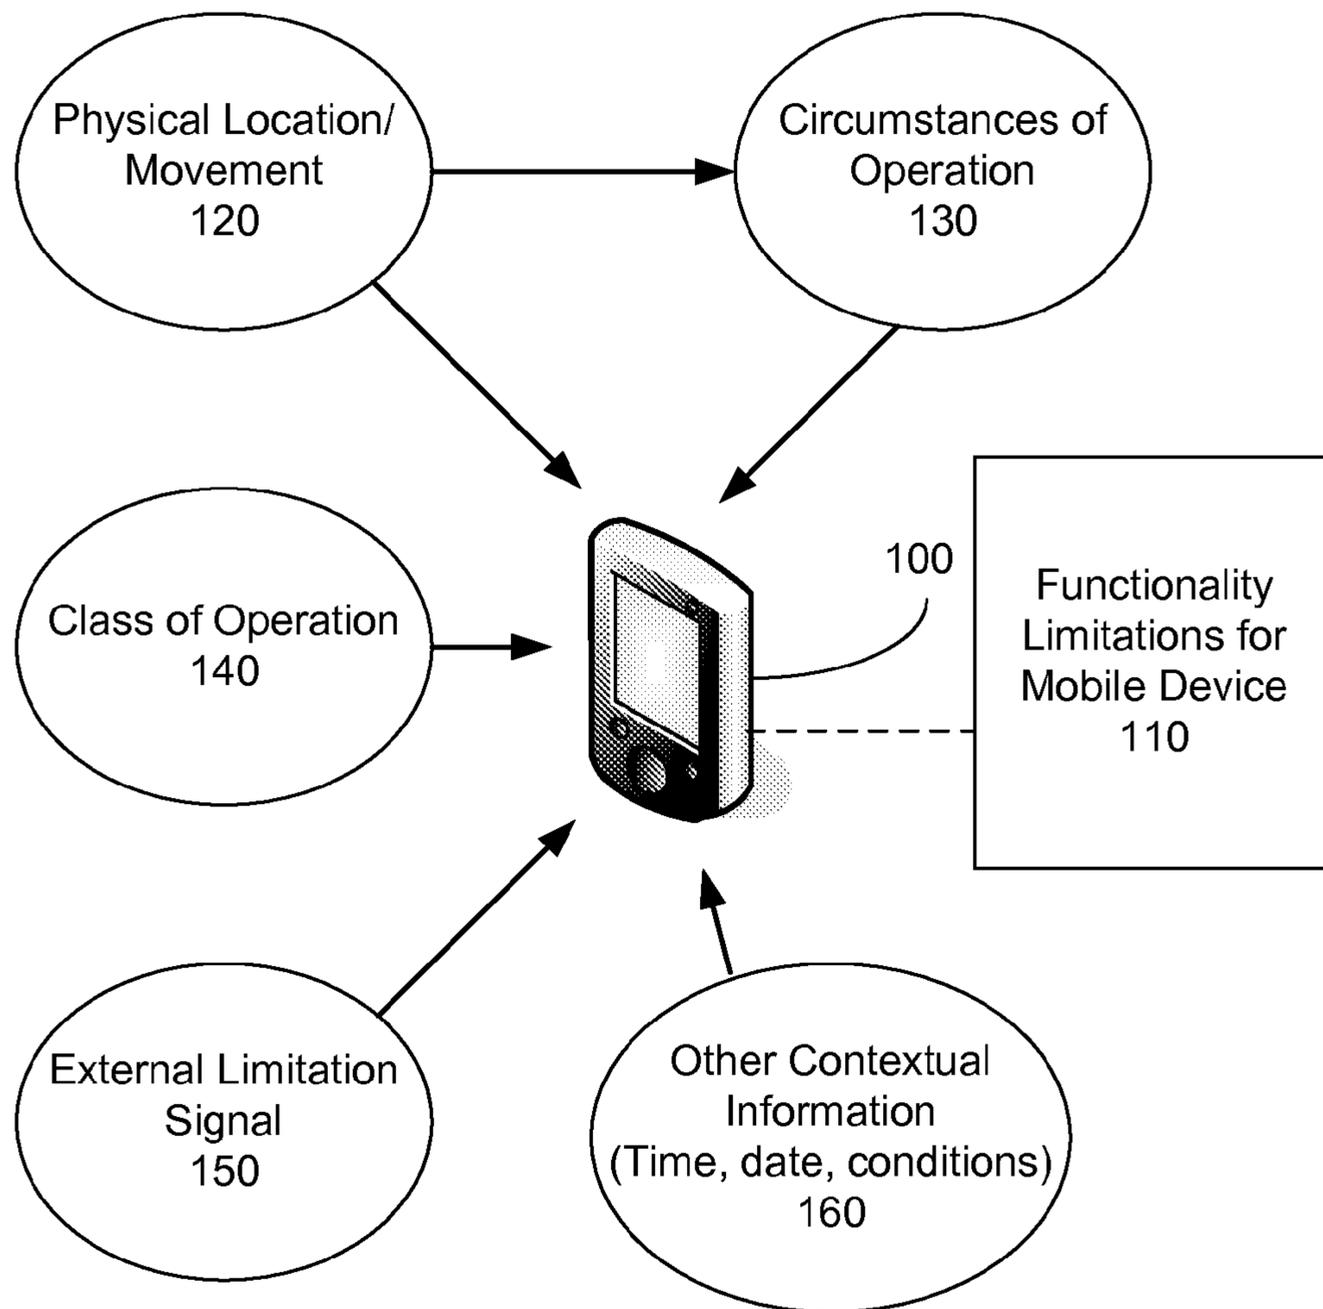 Physical Location/
Movement
120
Circumstances of
Operation
130
100
Functionality
Limitations for
Mobile Device
110
Class of Operation
140
External Limitation
Signal
150
Other Contextual
Information
(Time, date, conditions)
160